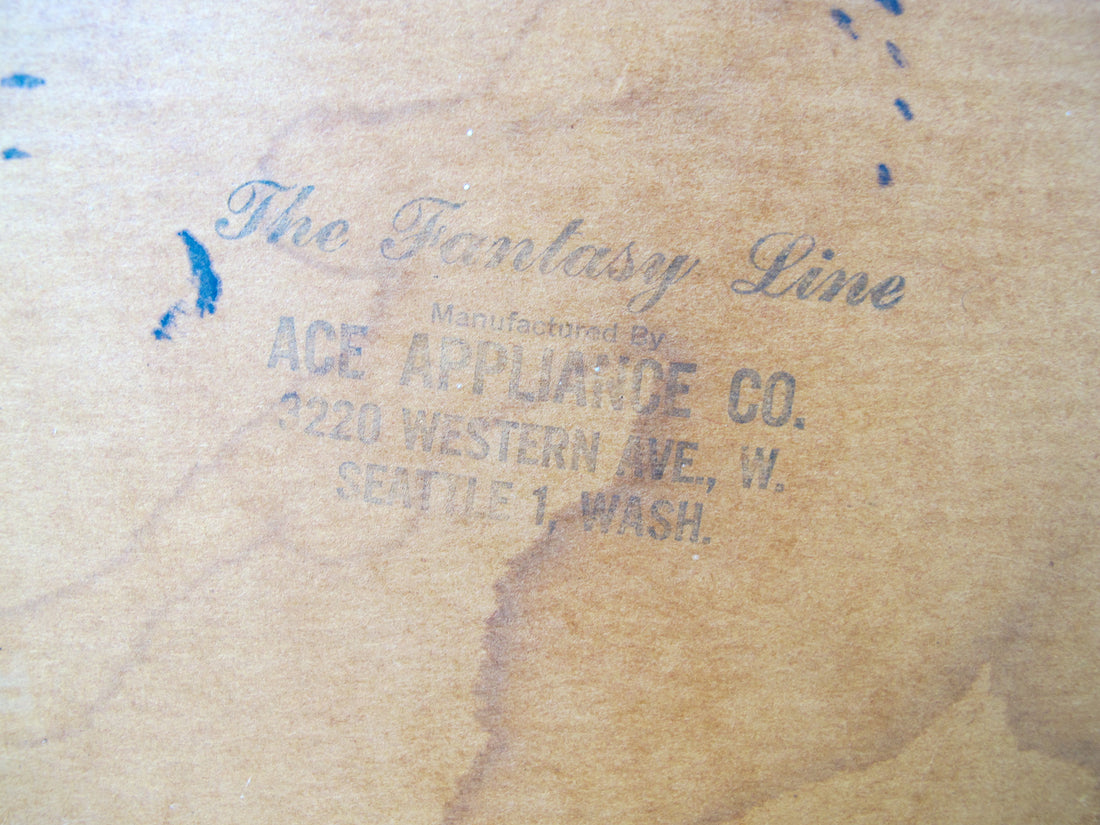 The Fantasy Line
Manufactured By
ACE APPLIANCE CO.
3220 WESTERN AVE., W.
SEATTLE 1, WASH.